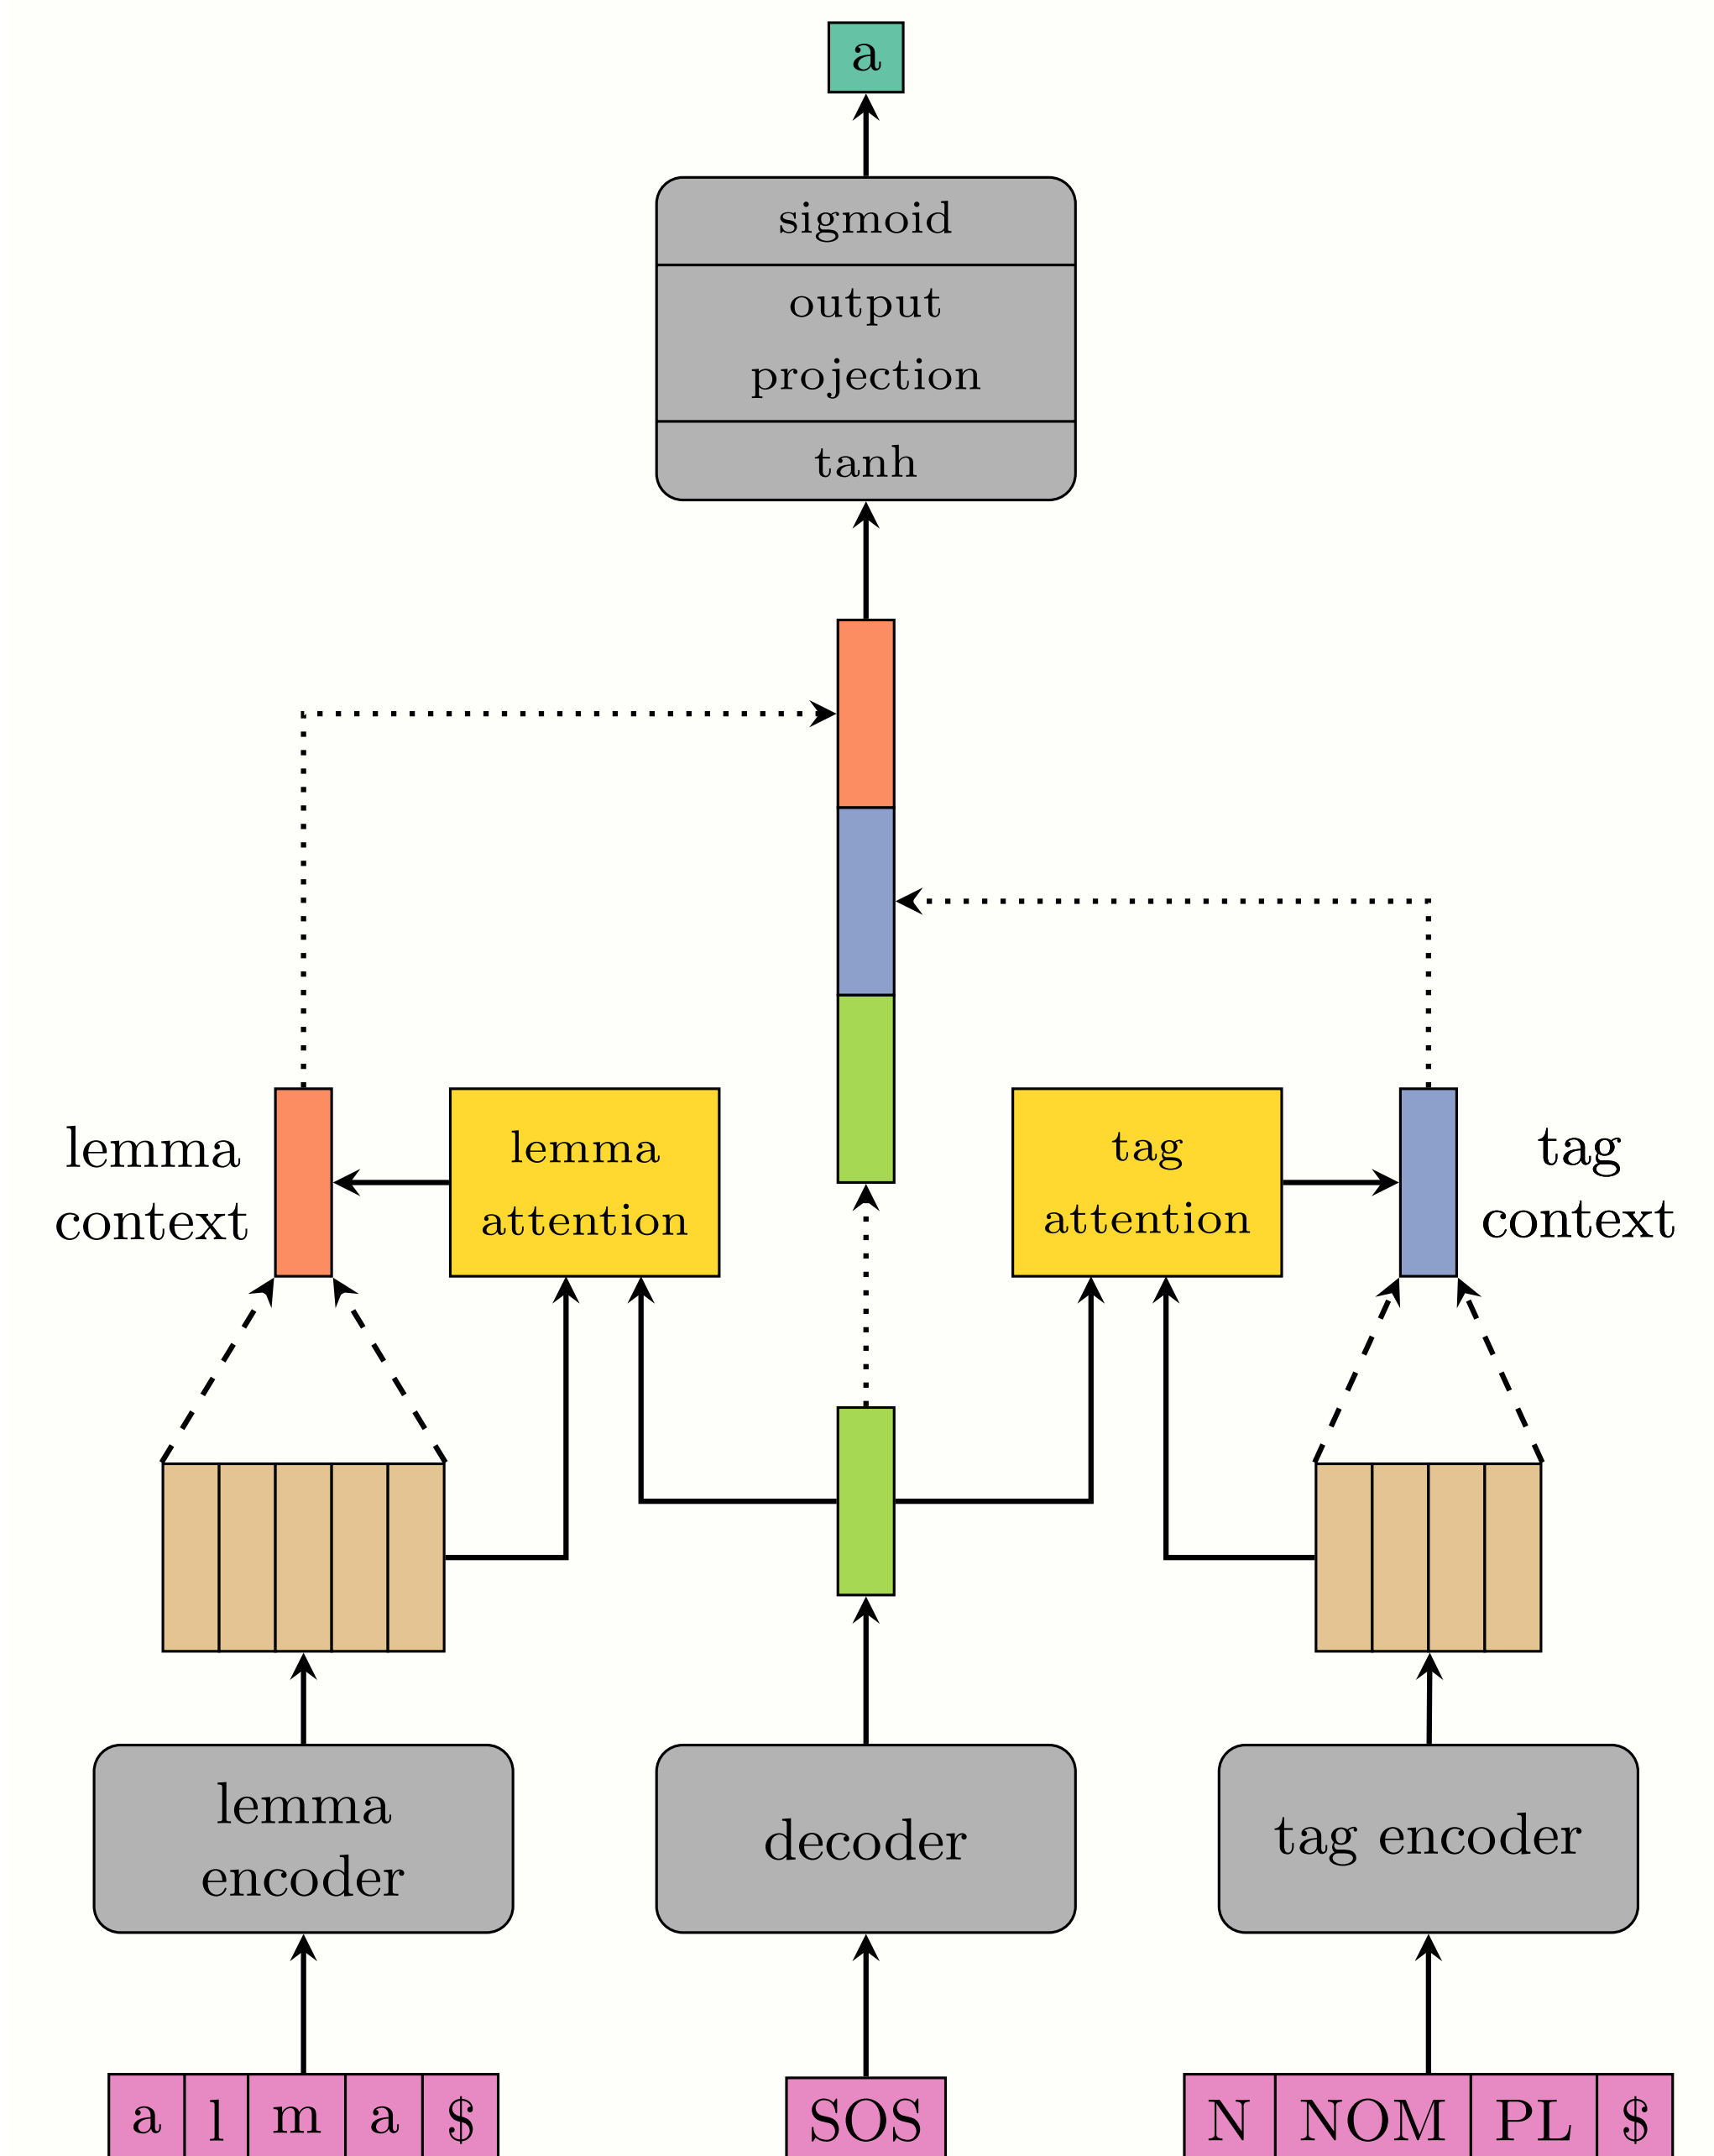 a
sigmoid
output
projection
tanh
lemma
context
lemma
attention
tag
attention
tag
context
lemma
encoder
decoder
tag encoder
a l m a $
SOS
N NOM PL $